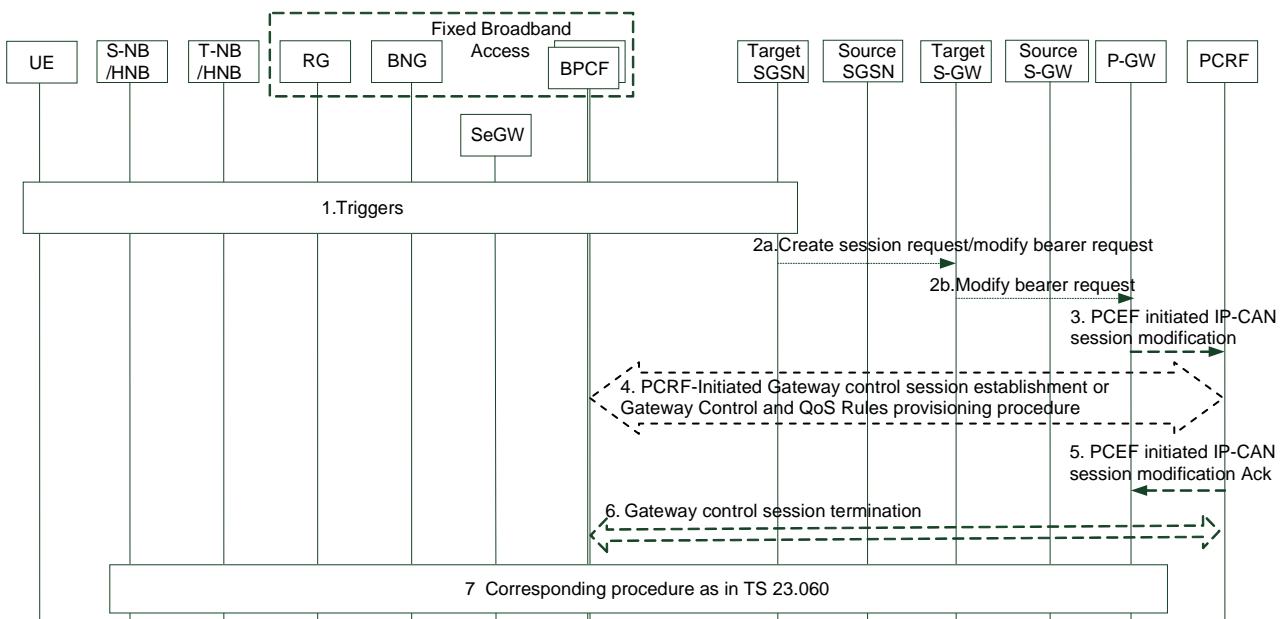 Fixed Broadband
Access
UE
S-NB
/HNB
T-NB
/HNB
RG
BNG
BPCF
Target
SGSN
Source
SGSN
Target
S-GW
Source
S-GW
P-GW
PCRF
SeGW
1.Triggers
2a.Create session request/modify bearer request
2b.Modify bearer request
3. PCEF initiated IP-CAN
session modification
4. PCRF-Initiated Gateway control session establishment or
Gateway Control and QoS Rules provisioning procedure
5. PCEF initiated IP-CAN
session modification Ack
6. Gateway control session termination
7 Corresponding procedure as in TS 23.060